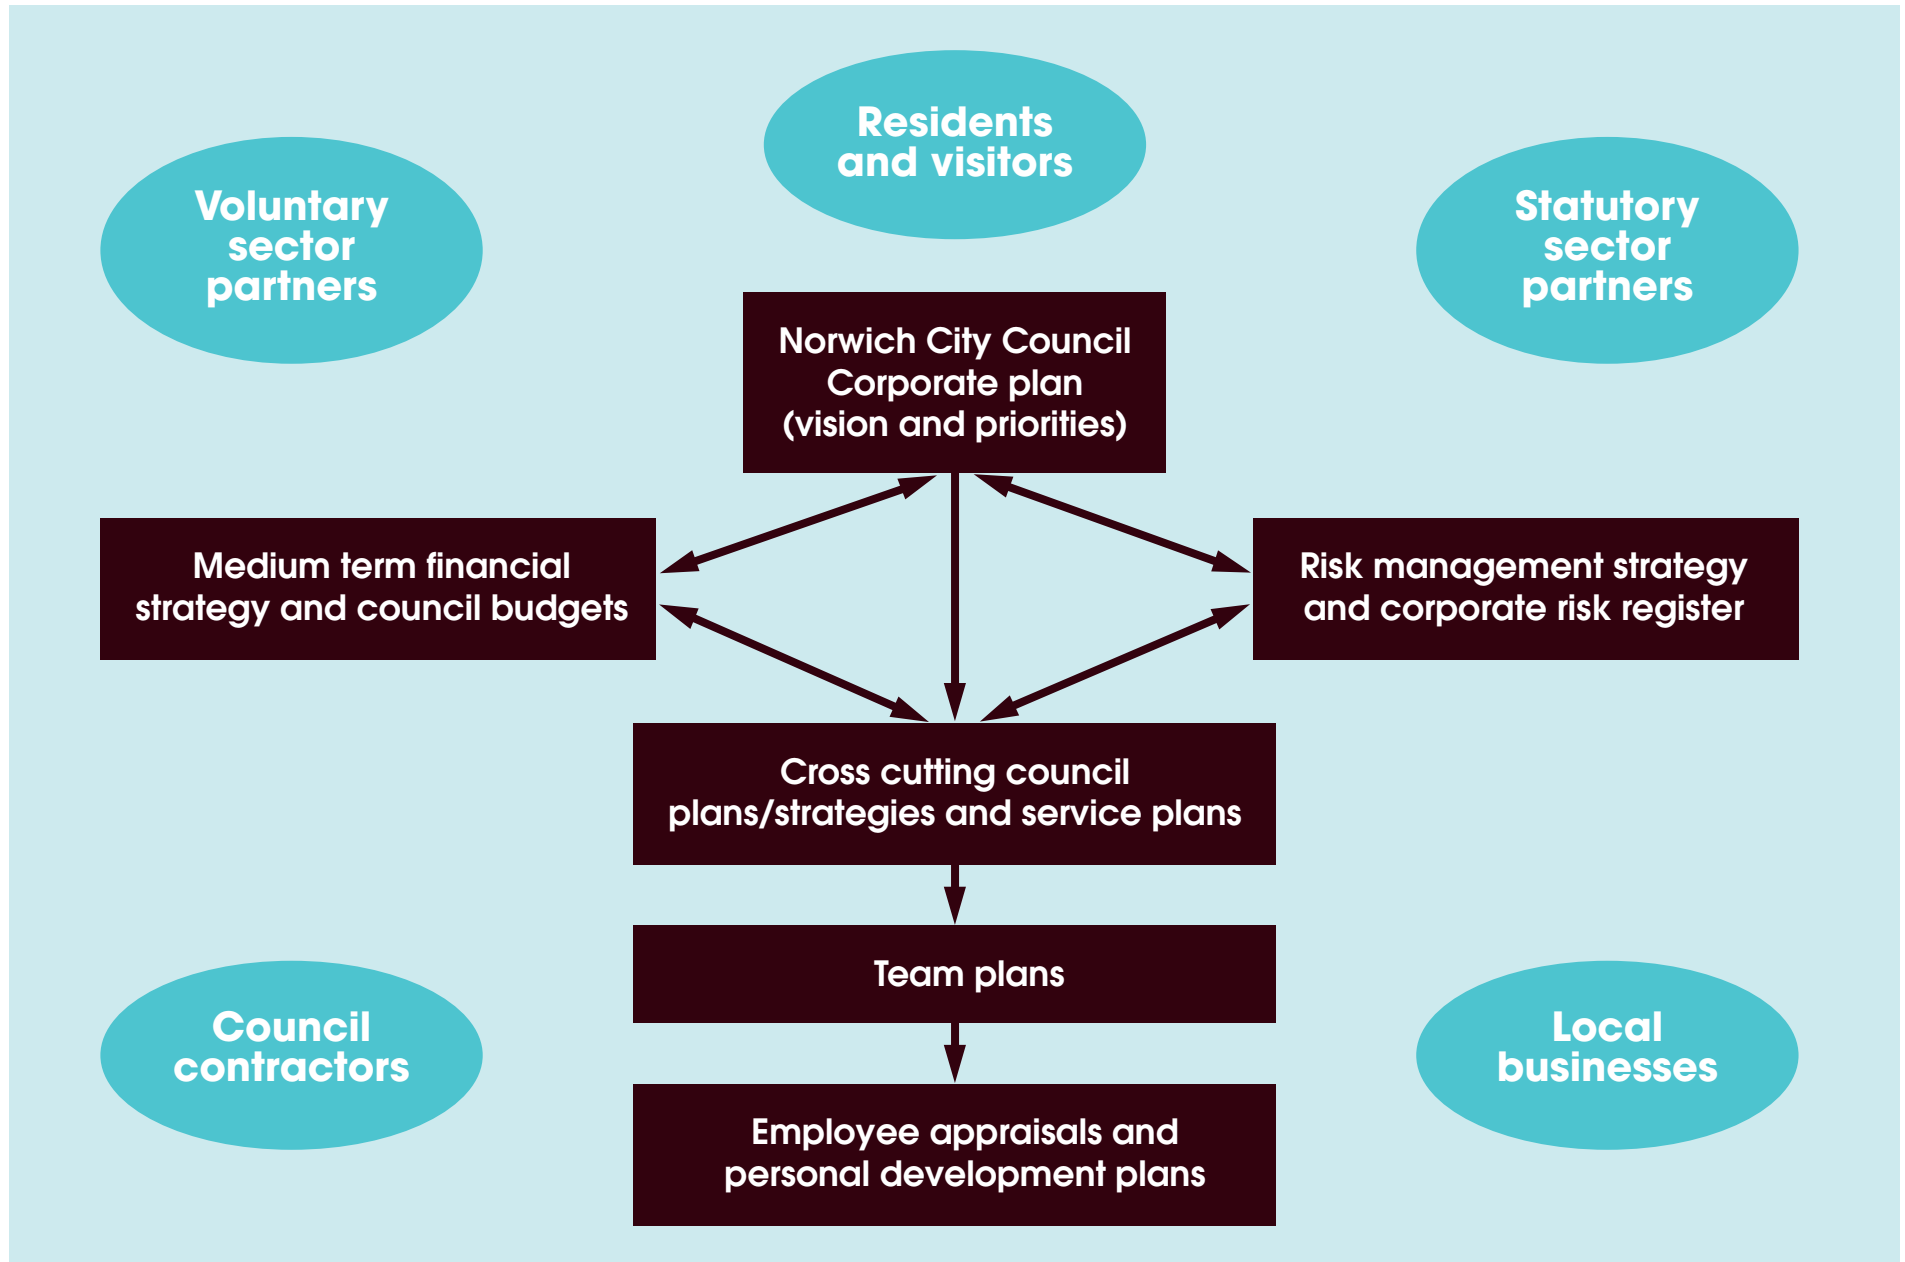 Residents
and visitors
Voluntary
sector
partners
Statutory
sector
partners
Norwich City Council
Corporate plan
(vision and priorities)
Medium term financial
strategy and council budgets
Risk management strategy
and corporate risk register
Cross cutting council
plans/strategies and service plans
Team plans
Council
contractors
Local
businesses
Employee appraisals and
personal development plans